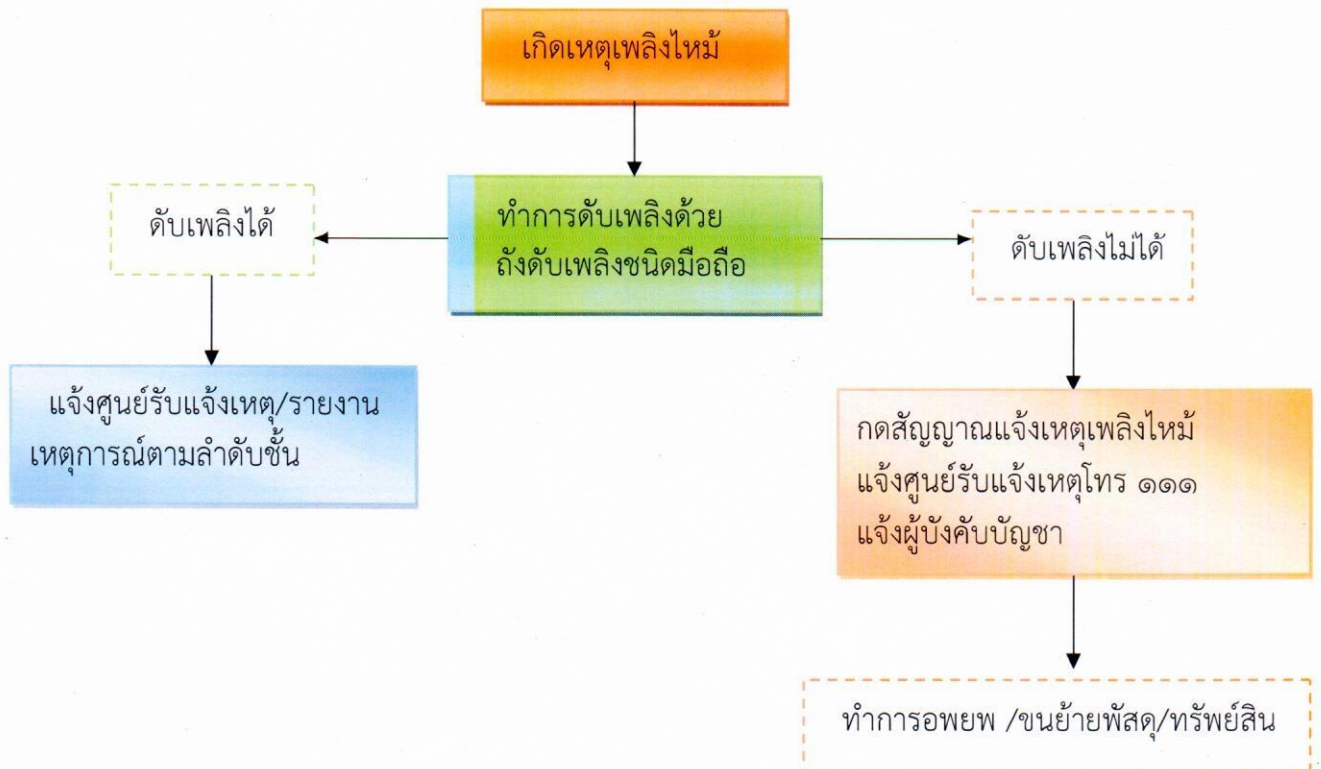 เกิดเหตุเพลิงไหม้
ทำการดับเพลิงด้วย
ถังดับเพลิงชนิดมือถือ
ดับเพลิงได้
ดับเพลิงไม่ได้
แจ้งศูนย์รับแจ้งเหตุ/รายงาน
เหตุการณ์ตามลำดับชั้น
กดสัญญาณแจ้งเหตุเพลิงไหม้
แจ้งศูนย์รับแจ้งเหตุโทร ๑๑๑
แจ้งผู้บังคับบัญชา
ทำการอพยพ /ขนย้ายพัสดุ/ทรัพย์สิน